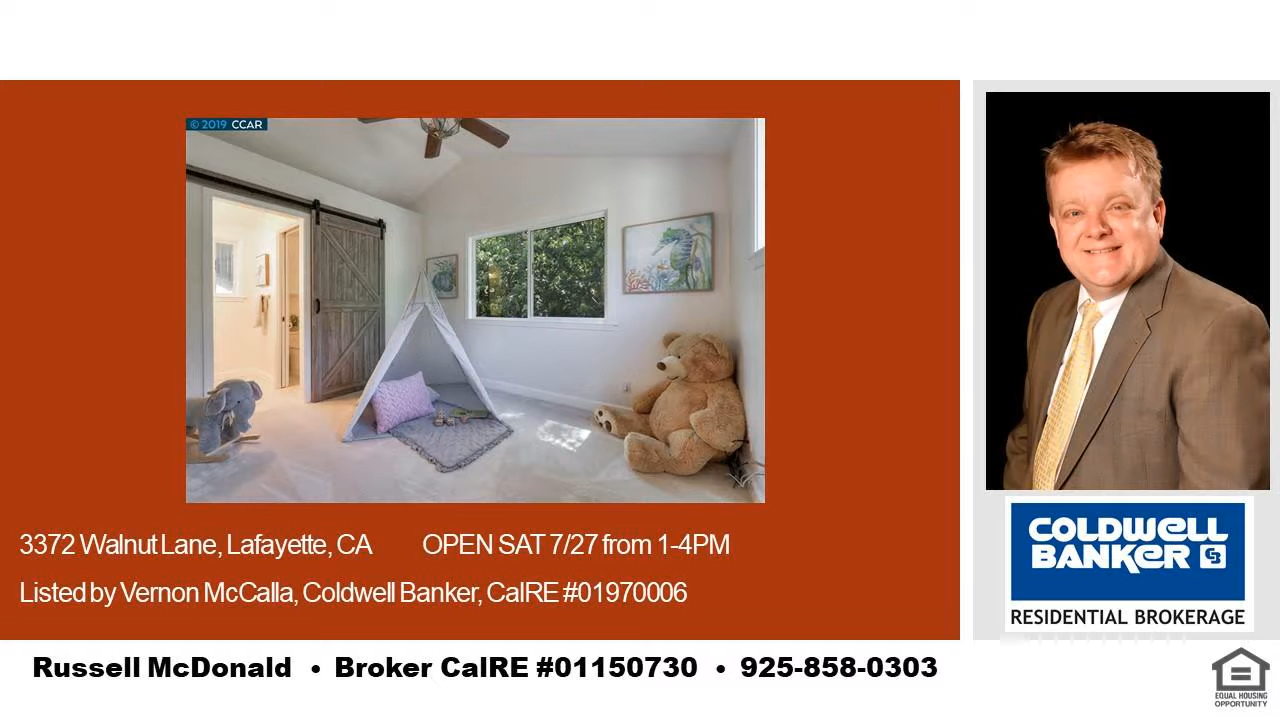 © 2019 CCAR
3372 Walnut Lane, Lafayette, CA OPEN SAT 7/27 from 1-4PM
Listed by Vernon McCalla, Coldwell Banker, CalRE #01970006
COLDWELL
BANKER CB
RESIDENTIAL BROKERAGE
Russell McDonald • Broker CalRE #01150730 • 925-858-0303
EQUAL HOUSING
OPPORTUNITY